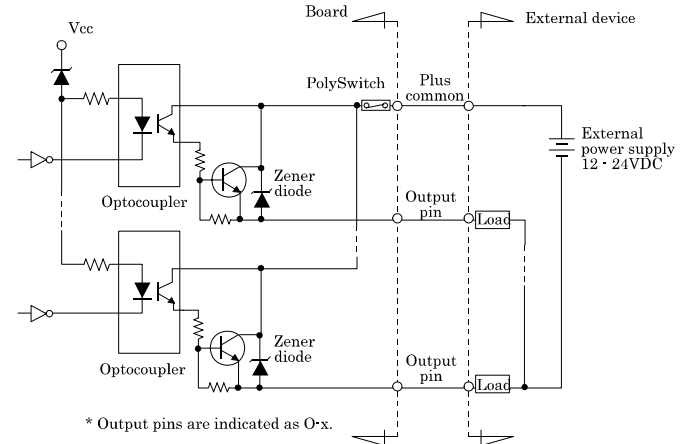 Board
External device
Vcc
PolySwitch
Plus
common
External
power supply
12 - 24VDC
Zener
diode
Optocoupler
Output
pin
Load
Zener
diode
Optocoupler
Output
pin
Load
* Output pins are indicated as O-x.